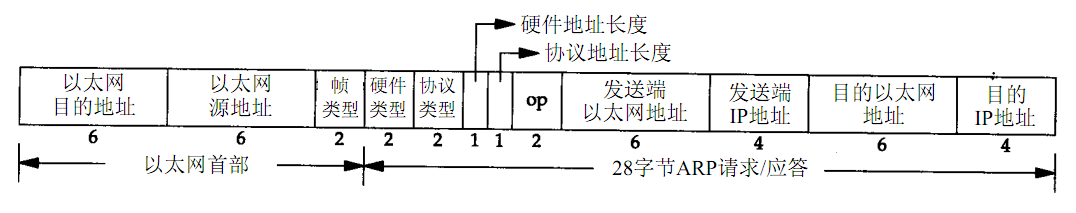 硬件地址长度
协议地址长度
以太网
目的地址
以太网
源地址
帧
类型
硬件
类型
协议
类型
op
发送端
以太网地址
发送端
IP地址
目的以太网
地址
目的
IP地址
6
6
2
2
2
1
1
2
6
4
6
4
以太网首部
28字节ARP请求/应答